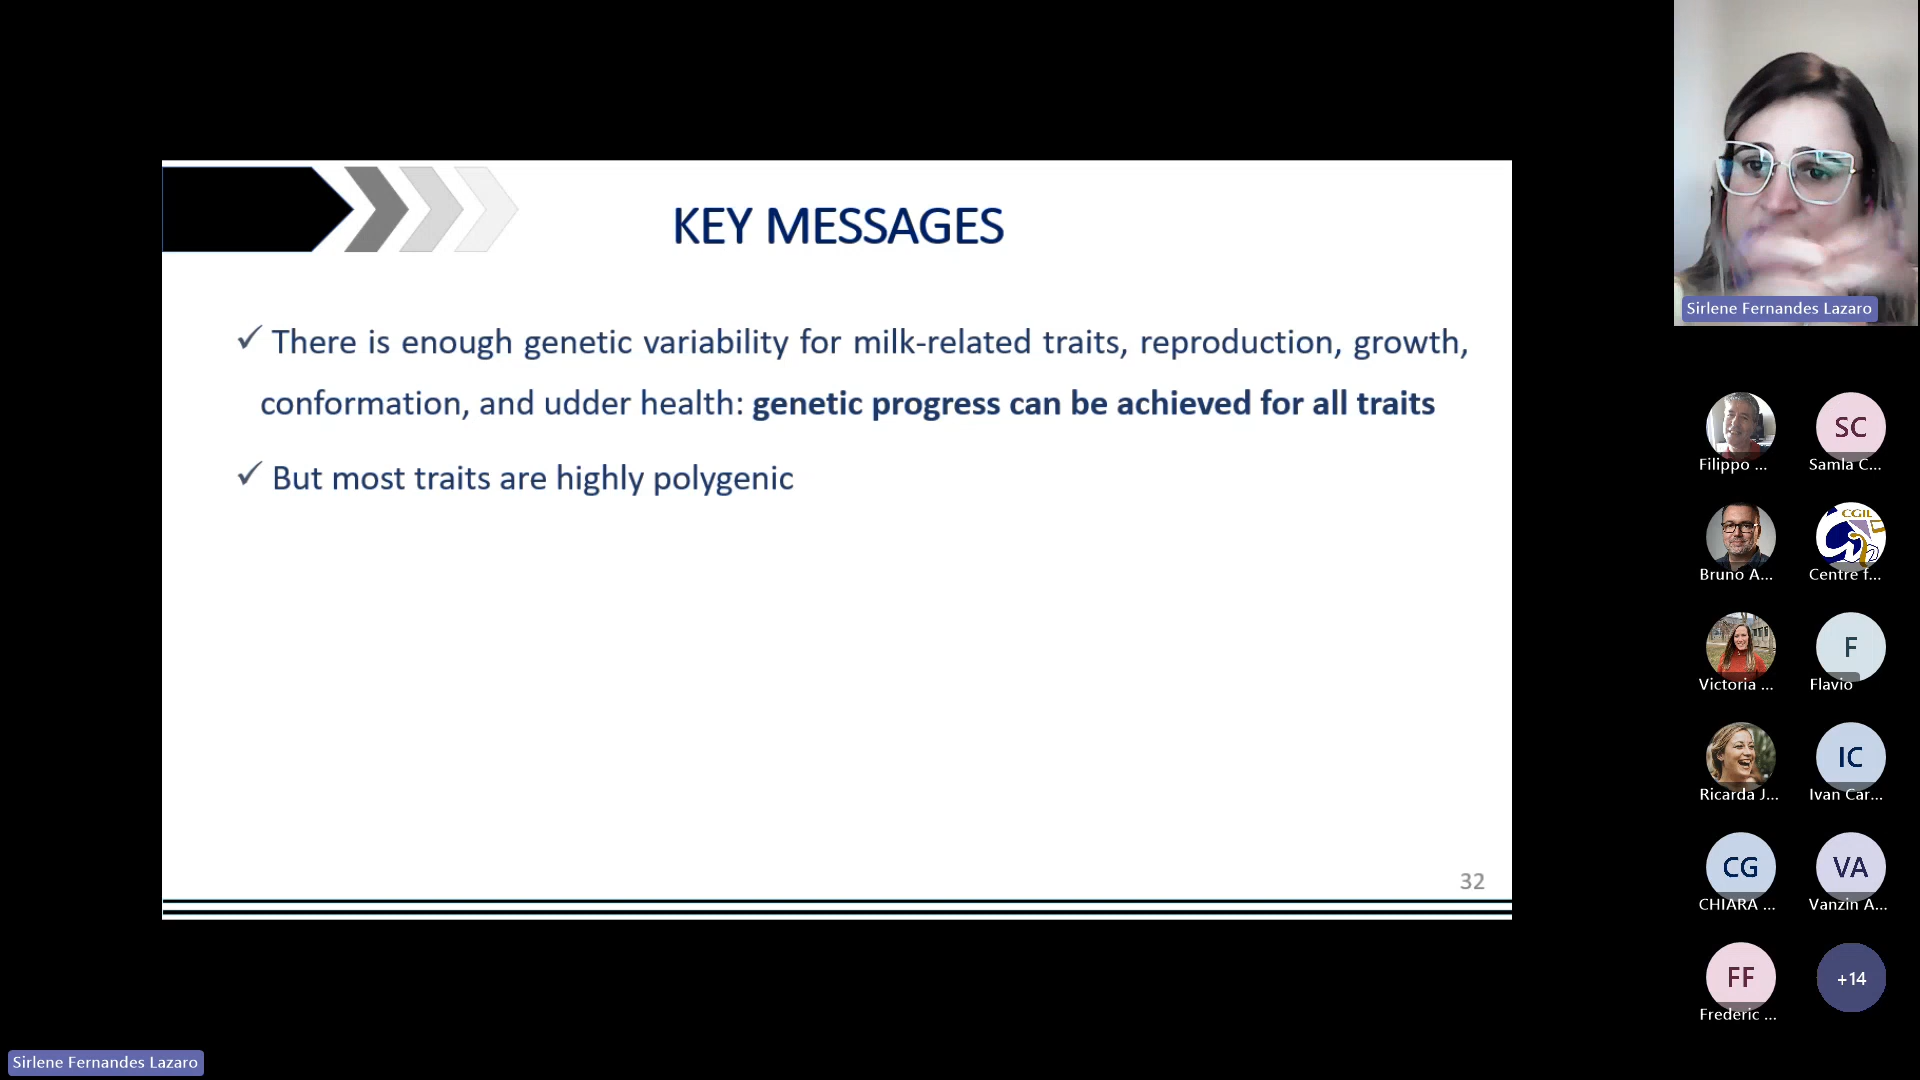 KEY MESSAGES
✓ There is enough genetic variability for milk-related traits, reproduction, growth,
conformation, and udder health: genetic progress can be achieved for all traits
✓ But most traits are highly polygenic
32
Sirlene Fernandes Lazaro
Filippo ...
SC
Samla C...
Bruno A...
CGIL
Centre f...
Victoria ...
F
Flavio
Ricarda J...
IC
Ivan Car...
CG
CHIARA ...
VA
Vanzin A...
FF
Frederic ...
+14
Sirlene Fernandes Lazaro